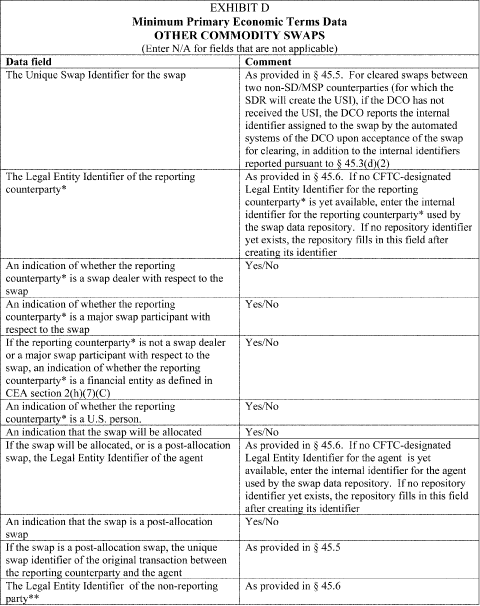 EXHIBIT D
Minimum Primary Economic Terms Data
OTHER COMMODITY SWAPS
(Enter N/A for fields that are not applicable)
Data field
Comment
The Unique Swap Identifier for the swap
As provided in § 45.5. For cleared swaps between
two non-SD/MSP counterparties (for which the
SDR will create the USI), if the DCO has not
received the USI, the DCO reports the internal
identifier assigned to the swap by the automated
systems of the DCO upon acceptance of the swap
for clearing, in addition to the internal identifiers
reported pursuant to § 45.3(d)(2)
The Legal Entity Identifier of the reporting
counterparty*
As provided in § 45.6. If no CFTC-designated
Legal Entity Identifier for the reporting
counterparty* is yet available, enter the internal
identifier for the reporting counterparty* used by
the swap data repository. If no repository identifier
yet exists, the repository fills in this field after
creating its identifier
An indication of whether the reporting
counterparty* is a swap dealer with respect to the
swap
Yes/No
An indication of whether the reporting
counterparty* is a major swap participant with
respect to the swap
Yes/No
If the reporting counterparty* is not a swap dealer
or a major swap participant with respect to the
swap, an indication of whether the reporting
counterparty* is a financial entity as defined in
CEA section 2(h)(7)(C)
Yes/No
An indication of whether the reporting
counterparty* is a U.S. person.
Yes/No
An indication that the swap will be allocated
Yes/No
If the swap will be allocated, or is a post-allocation
swap, the Legal Entity Identifier of the agent
As provided in § 45.6. If no CFTC-designated
Legal Entity Identifier for the agent is yet
available, enter the internal identifier for the agent
used by the swap data repository. If no repository
identifier yet exists, the repository fills in this field
after creating its identifier
An indication that the swap is a post-allocation
swap
Yes/No
If the swap is a post-allocation swap, the unique
swap identifier of the original transaction between
the reporting counterparty and the agent
As provided in § 45.5
The Legal Entity Identifier of the non-reporting
party**
As provided in § 45.6